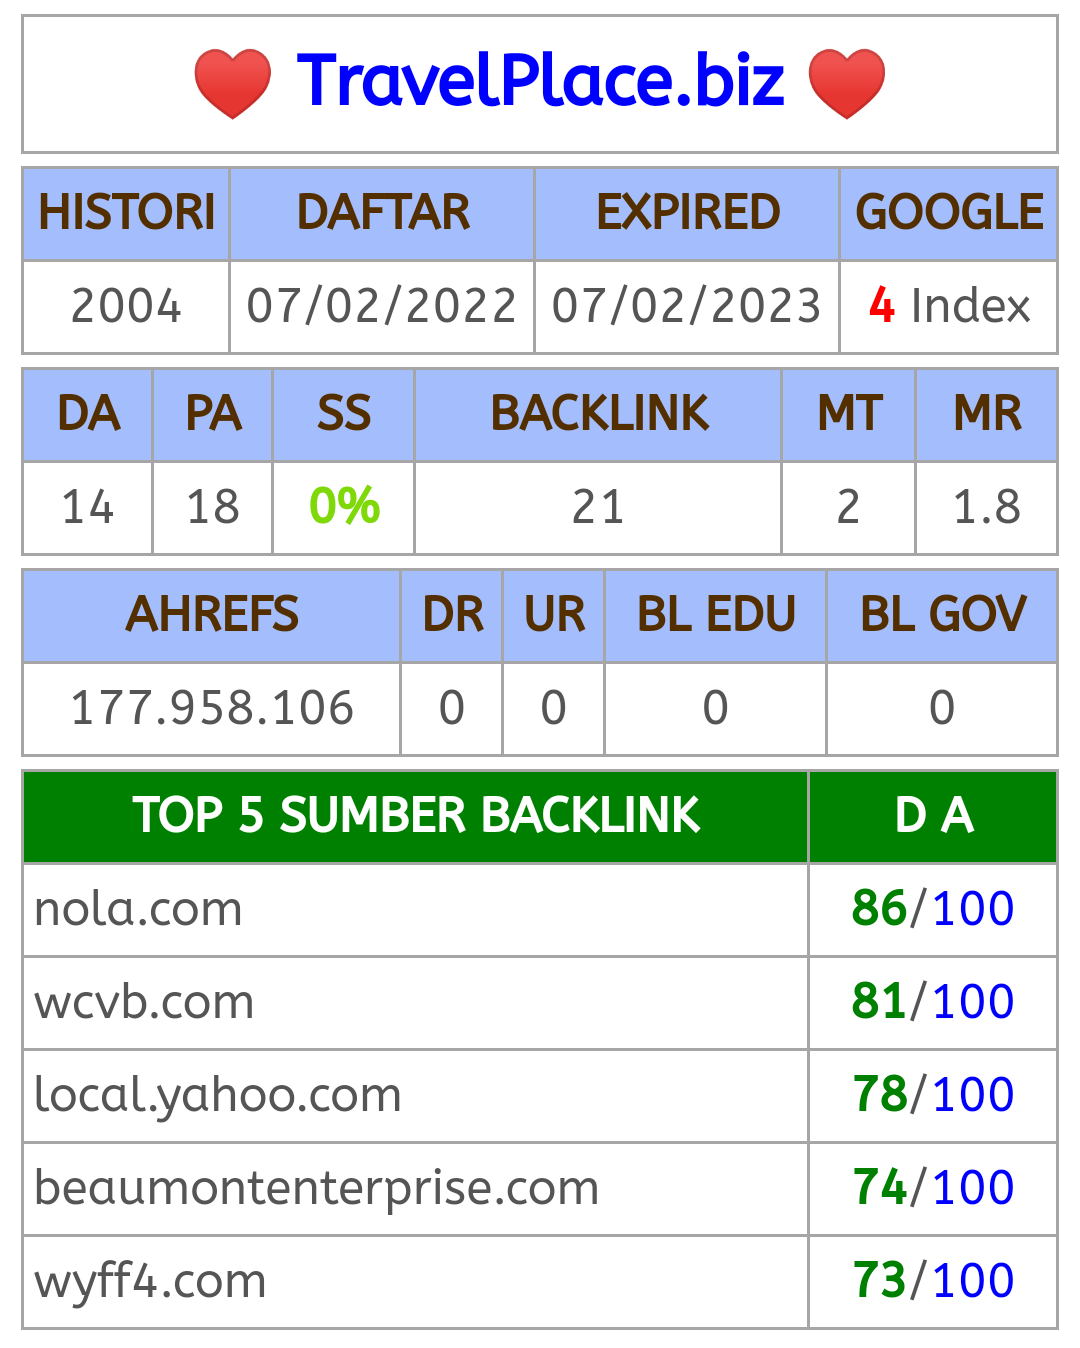 TravelPlace.biz
HISTORI DAFTAR EXPIRED GOOGLE
2004 07/02/2022 07/02/2023 4 Index
DA PA SS BACKLINK MT MR
14 18 0% 21 2 1.8
AHREFS DR UR BL EDU BL GOV
177.958.106 0 0 0 0
TOP 5 SUMBER BACKLINK D A
nola.com 86/100
wcvb.com 81/100
local.yahoo.com 78/100
beaumontenterprise.com 74/100
wyff4.com 73/100